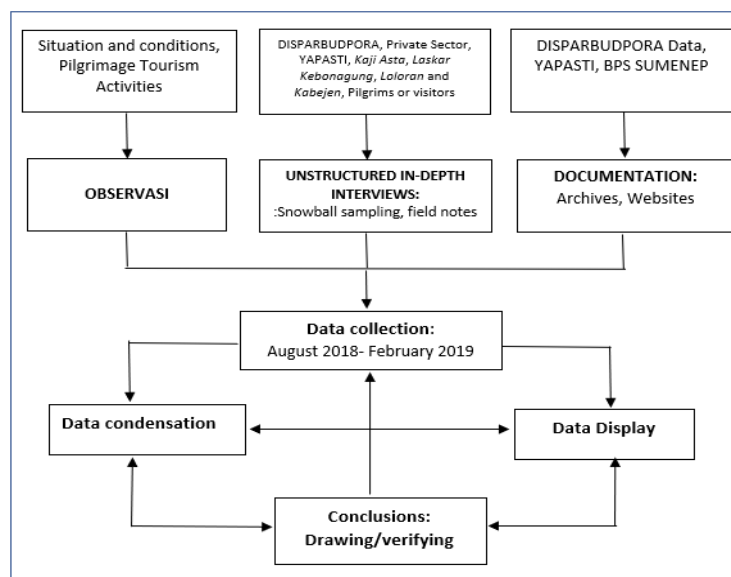 Situation and conditions,
Pilgrimage Tourism
Activities
DISPARBUDPORA, Private Sector,
YAPASTI, Kaji Asta, Laskar
Kebonagung, Loloran and
Kabejen, Pilgrims or visitors
DISPARBUDPORA Data,
YAPASTI, BPS SUMENEP
OBSERVASI
UNSTRUCTURED IN-DEPTH
INTERVIEWS:
:Snowball sampling, field notes
DOCUMENTATION:
Archives, Websites
Data collection:
August 2018- February 2019
Data condensation
Data Display
Conclusions:
Drawing/verifying